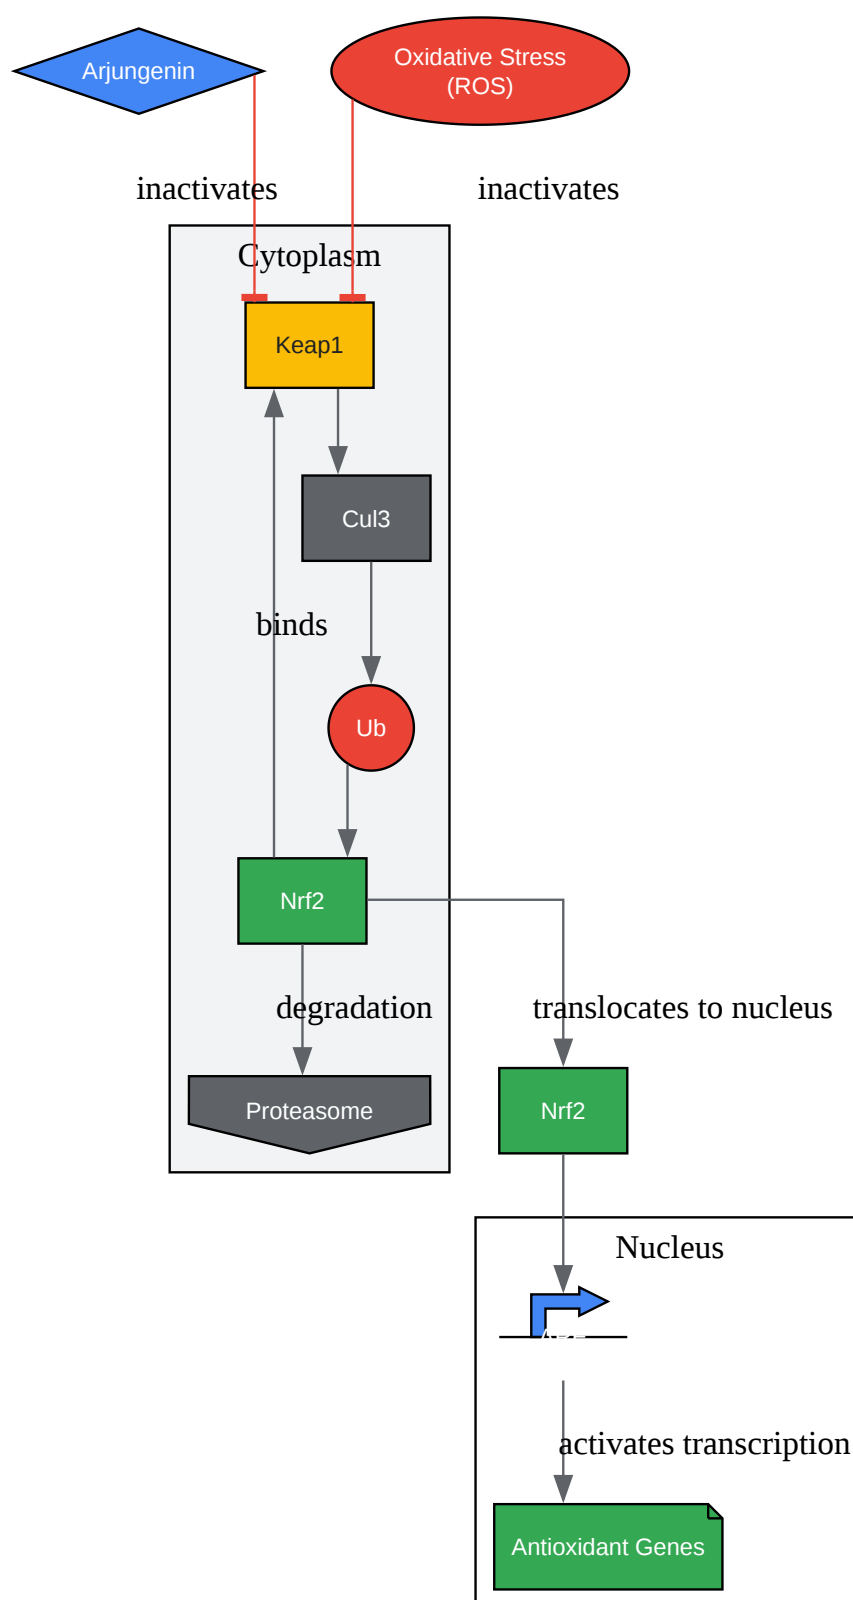 Arjungenin
Oxidative Stress
(ROS)
inactivates
inactivates
Cytoplasm
Keap1
Cul3
binds
Ub
Nrf2
degradation
translocates to nucleus
Proteasome
Nrf2
Nucleus
activates transcription
Antioxidant Genes